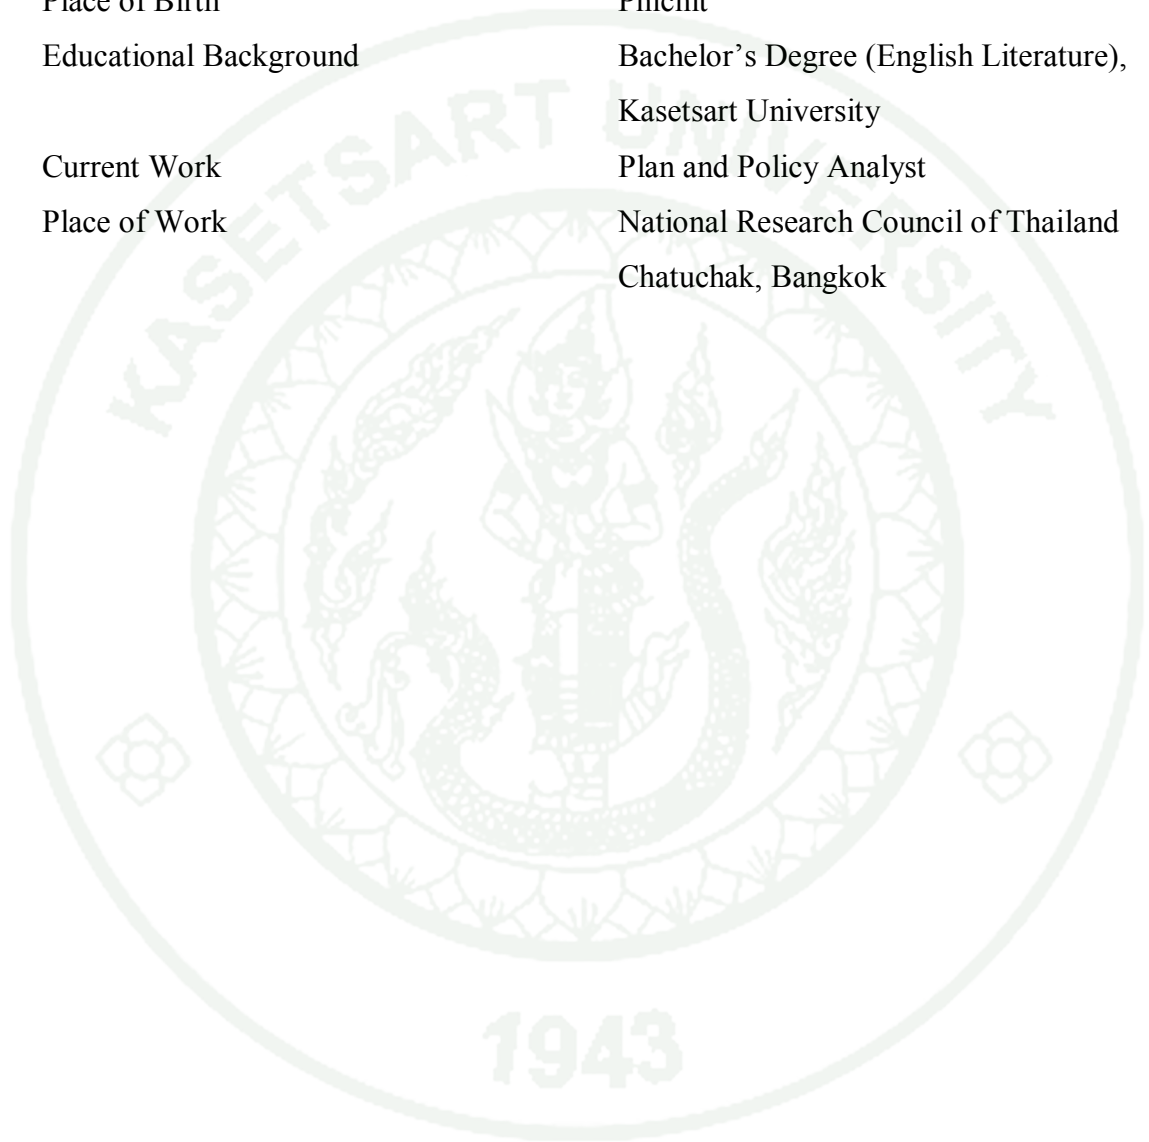 Place of Birth Phichit
Educational Background Bachelor’s Degree (English Literature),
Kasetsart University
Current Work Plan and Policy Analyst
Place of Work National Research Council of Thailand
Chatuchak, Bangkok
KASETSART UNIVERSITY
1943